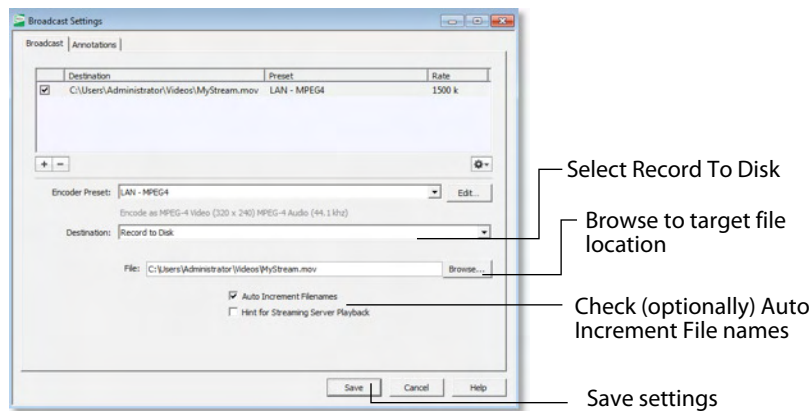 Broadcast Settings
Broadcast
Annotations
Destination Preset Rate
C:\Users\Administrator\Videos\MyStream.mov LAN - MPEG4 1500 k
+ -
Encoder Preset: LAN - MPEG4 Edit...
Encode as MPEG-4 Video (320 x 240) MPEG-4 Audio (44.1 khz)
Destination: Record to Disk
File: C:\Users\Administrator\Videos\MyStream.mov Browse...
Auto Increment Filenames
Hint for Streaming Server Playback
Save Cancel Help
Select Record To Disk
Browse to target file
location
Check (optionally) Auto
Increment File names
Save settings